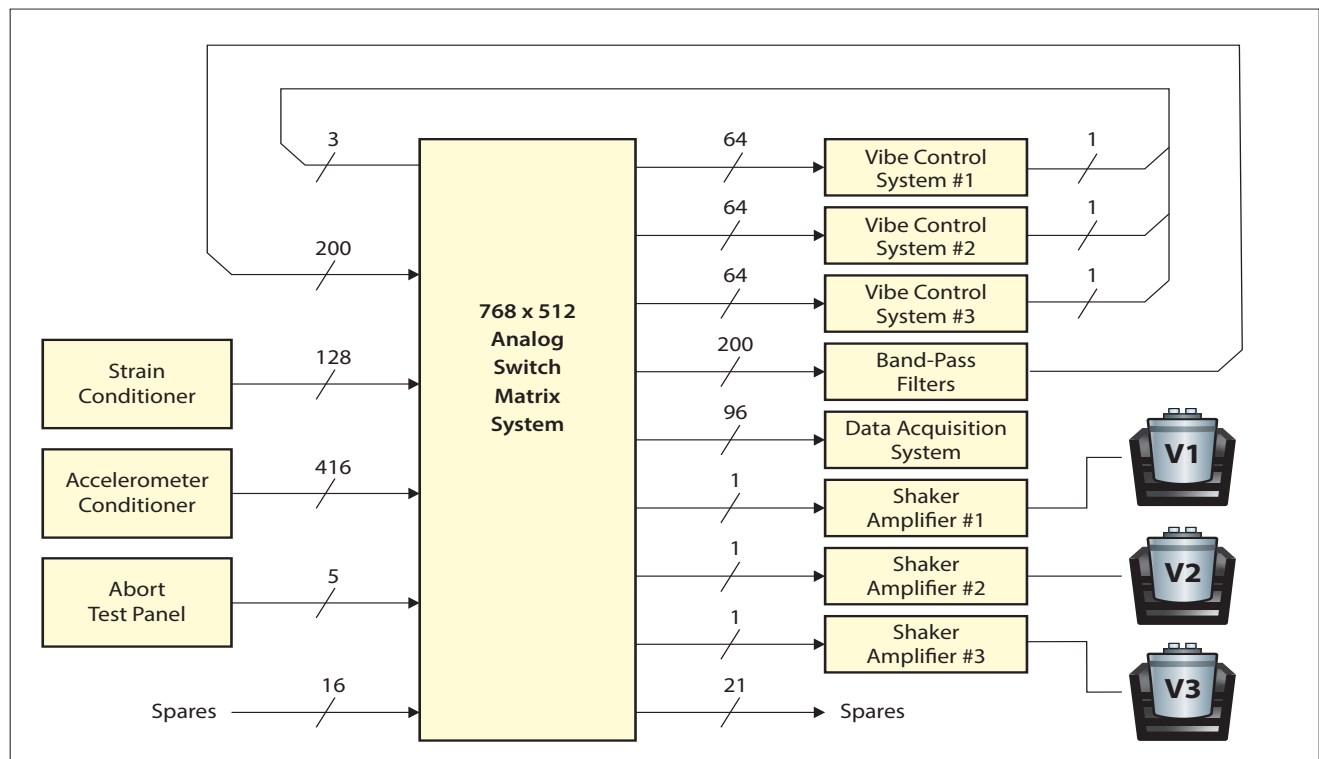 3
200
Strain
Conditioner
128
Accelerometer
Conditioner
416
Abort
Test Panel
5
Spares
16
768 x 512
Analog
Switch
Matrix
System
64
Vibe Control
System #1
1
64
Vibe Control
System #2
1
64
Vibe Control
System #3
1
200
Band-Pass
Filters
96
Data Acquisition
System
1
Shaker
Amplifier #1
V1
1
Shaker
Amplifier #2
V2
1
Shaker
Amplifier #3
V3
21
Spares